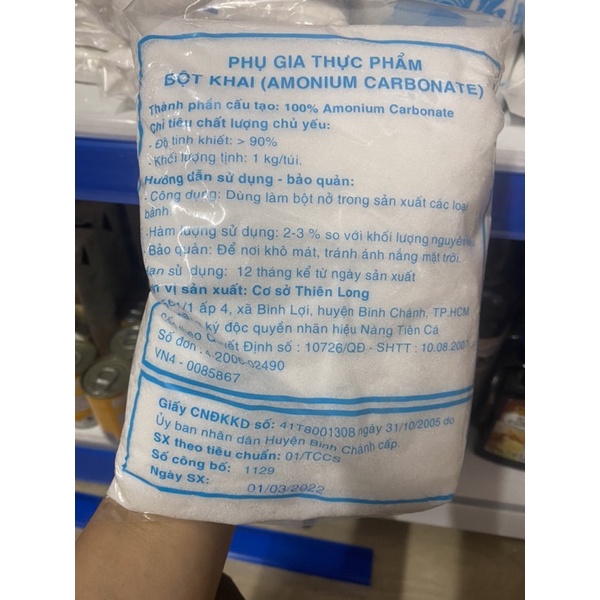 PHỤ GIA THỰC PHẨM
BỘT KHAI (AMONIUM CARBONATE)
Thành phần cấu tạo: 100% Amonium Carbonate
Chỉ tiêu chất lượng chủ yếu:
- Độ tinh khiết: > 90%
- Khối lượng tịnh: 1 kg/túi.
Hướng dẫn sử dụng - bảo quản:
- Công dụng: Dùng làm bột nở trong sản xuất các loại
bánh
- Hàm lượng sử dụng: 2-3 % so với khối lượng
- Bảo quản: Để nơi khô mát, tránh ánh nắng mặt trời.
sử dụng: 12 tháng kể từ ngày sản xuất
vị sản xuất: Cơ sở Thiên Long
ấp 4, xã Bình Lợi, huyện Bình Chánh, TP.HCM
ký độc quyền nhãn hiệu Nàng Tiên Cá
Định số: 10726/QĐ - SHTT : 10.08.200
Số đơn
VN4 - 0085867
Giấy CNĐKKD số: 41T800130B ngày 31/10/2005 do
Ủy ban nhân dân Huyện Bình Chánh cấp.
SX theo tiêu chuẩn: 01/TCCS
Số công bố: 1129
Ngày SX: 01/03/2022